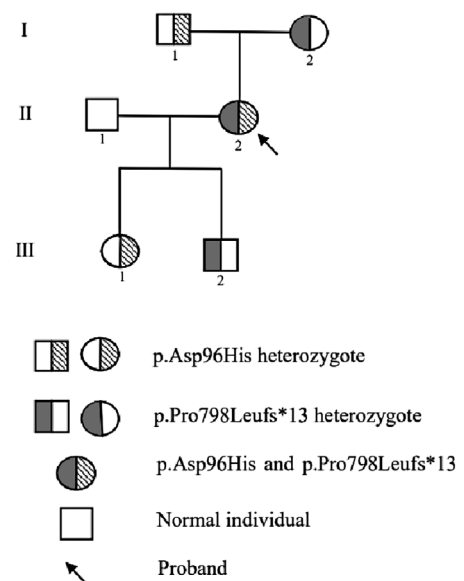 I
1
2
II
1
2
III
1
2
p.Asp96His heterozygote
p.Pro798Leufs*13 heterozygote
p.Asp96His and p.Pro798Leufs*13
Normal individual
Proband